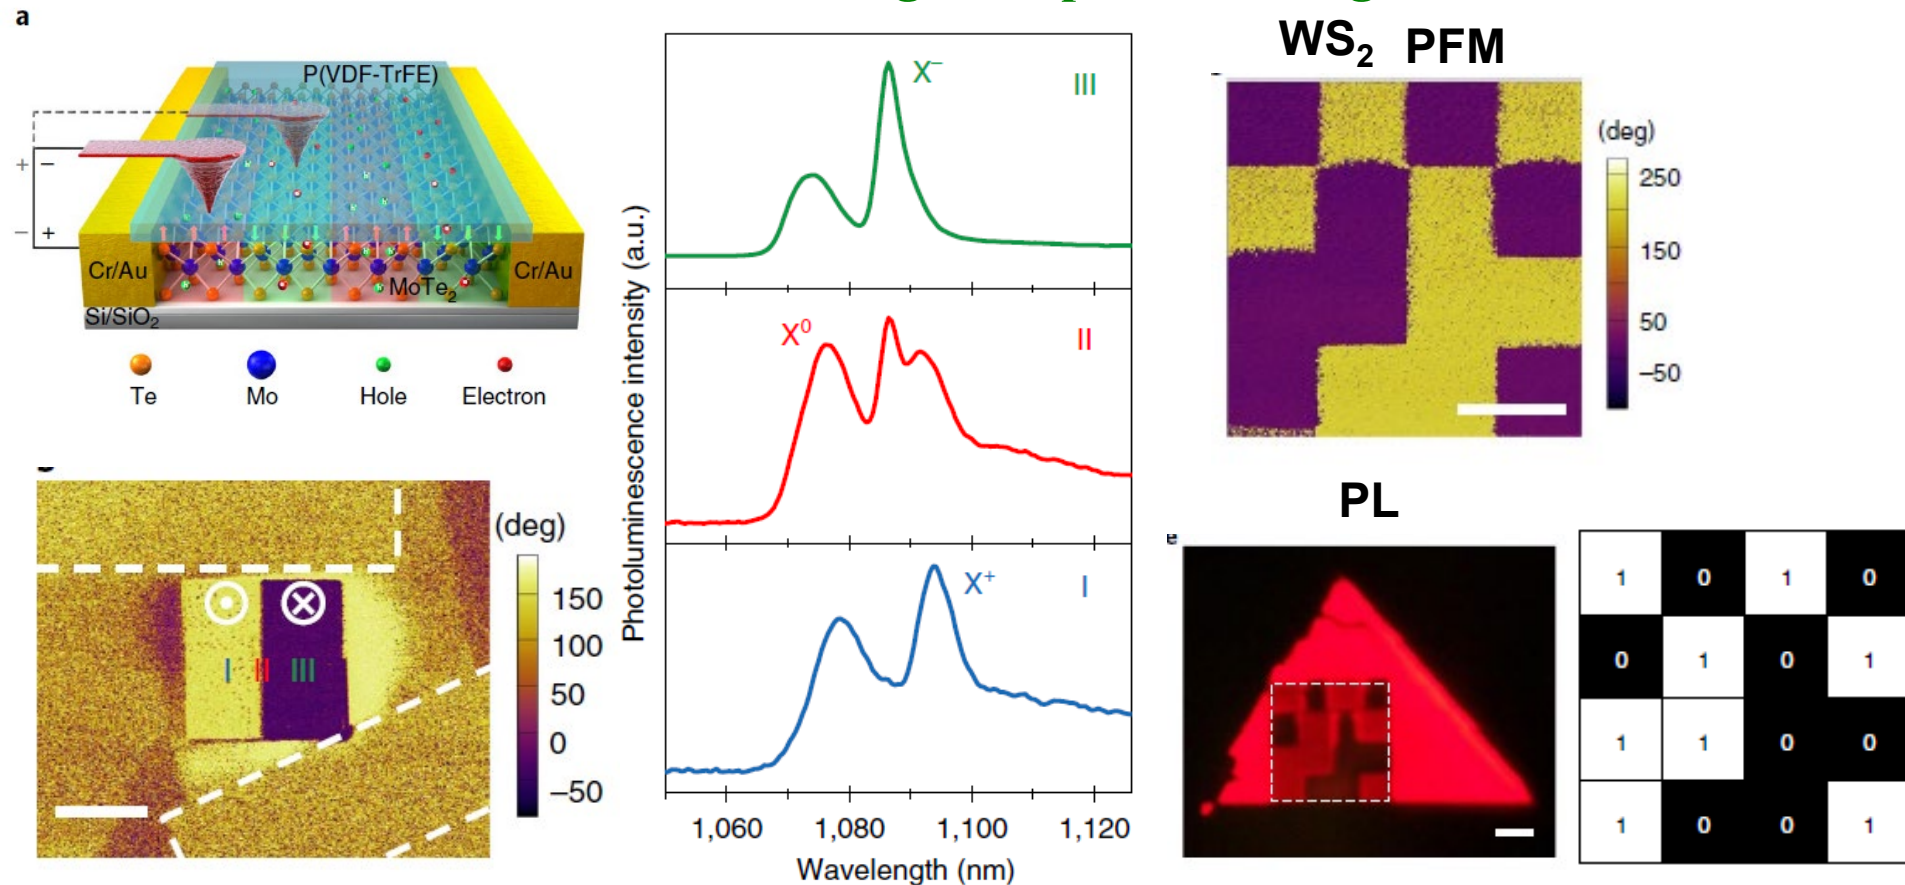 a
P(VDF-TrFE)
+ −
− +
Cr/Au
MoTe₂
Cr/Au
Si/SiO₂
Te
Mo
Hole
Electron
(deg)
150
100
50
0
−50
I
II
III
Photoluminescence intensity (a.u.)
X⁻
III
X⁰
II
X⁺
I
1,060
1,080
1,100
1,120
Wavelength (nm)
WS₂ PFM
(deg)
250
150
50
−50
PL
e
1 0 1 0
0 1 0 1
1 1 0 0
1 0 0 1